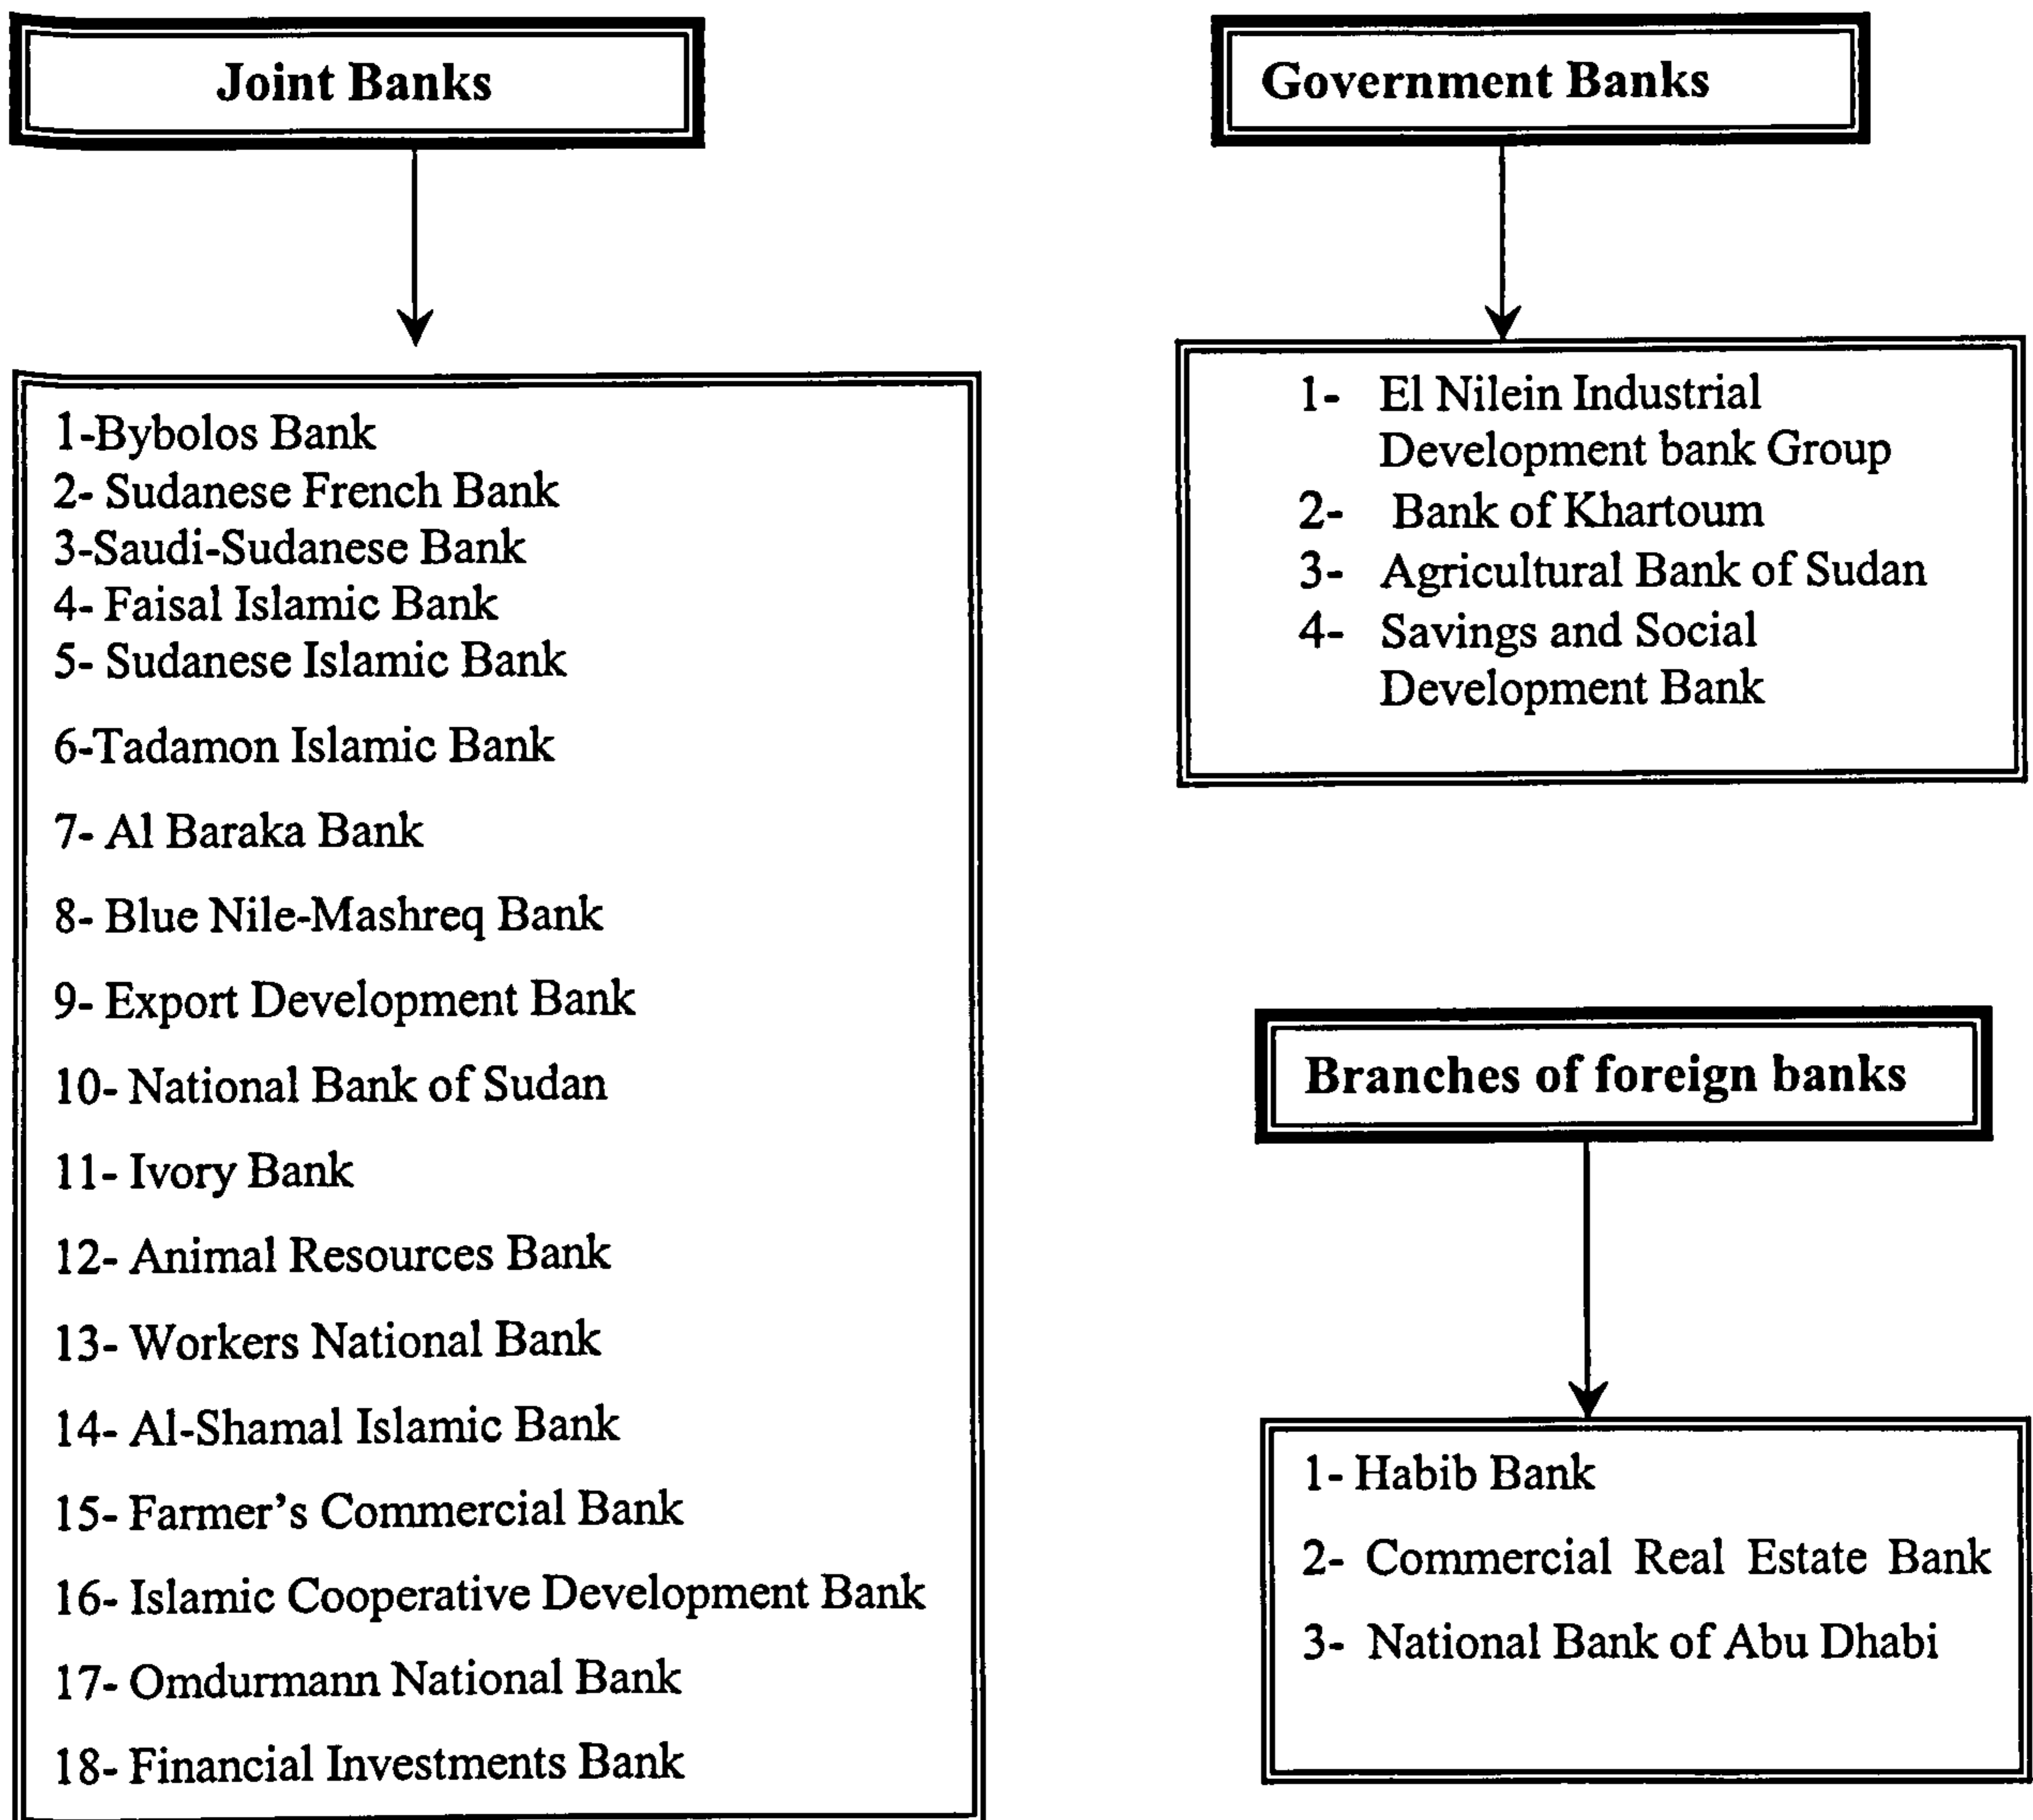 Joint Banks
1-Bybolos Bank
2- Sudanese French Bank
3-Saudi-Sudanese Bank
4- Faisal Islamic Bank
5- Sudanese Islamic Bank
6-Tadamon Islamic Bank
7- Al Baraka Bank
8- Blue Nile-Mashreq Bank
9- Export Development Bank
10- National Bank of Sudan
11- Ivory Bank
12- Animal Resources Bank
13- Workers National Bank
14- Al-Shamal Islamic Bank
15- Farmer's Commercial Bank
16- Islamic Cooperative Development Bank
17- Omdurmann National Bank
18- Financial Investments Bank
Government Banks
1- El Nilein Industrial
Development bank Group
2- Bank of Khartoum
3- Agricultural Bank of Sudan
4- Savings and Social
Development Bank
Branches of foreign banks
1- Habib Bank
2- Commercial Real Estate Bank
3- National Bank of Abu Dhabi